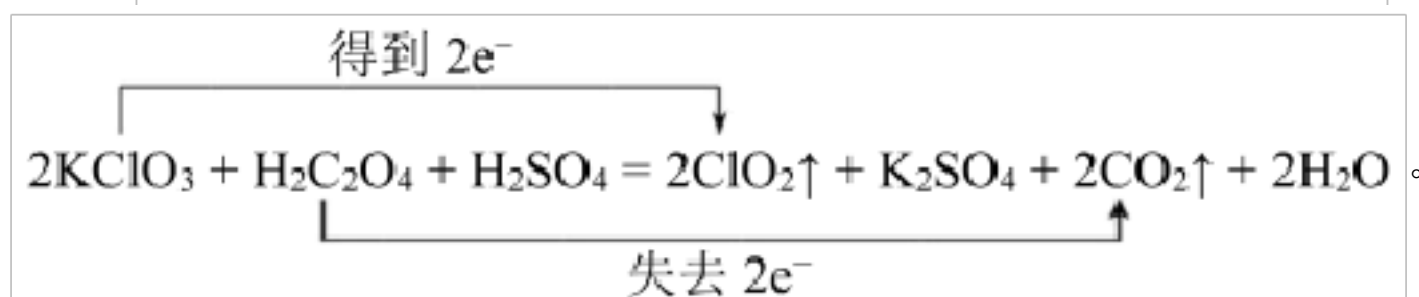 得到 2e⁻
2KClO₃ + H₂C₂O₄ + H₂SO₄ = 2ClO₂↑ + K₂SO₄ + 2CO₂↑ + 2H₂O 。
失去 2e⁻